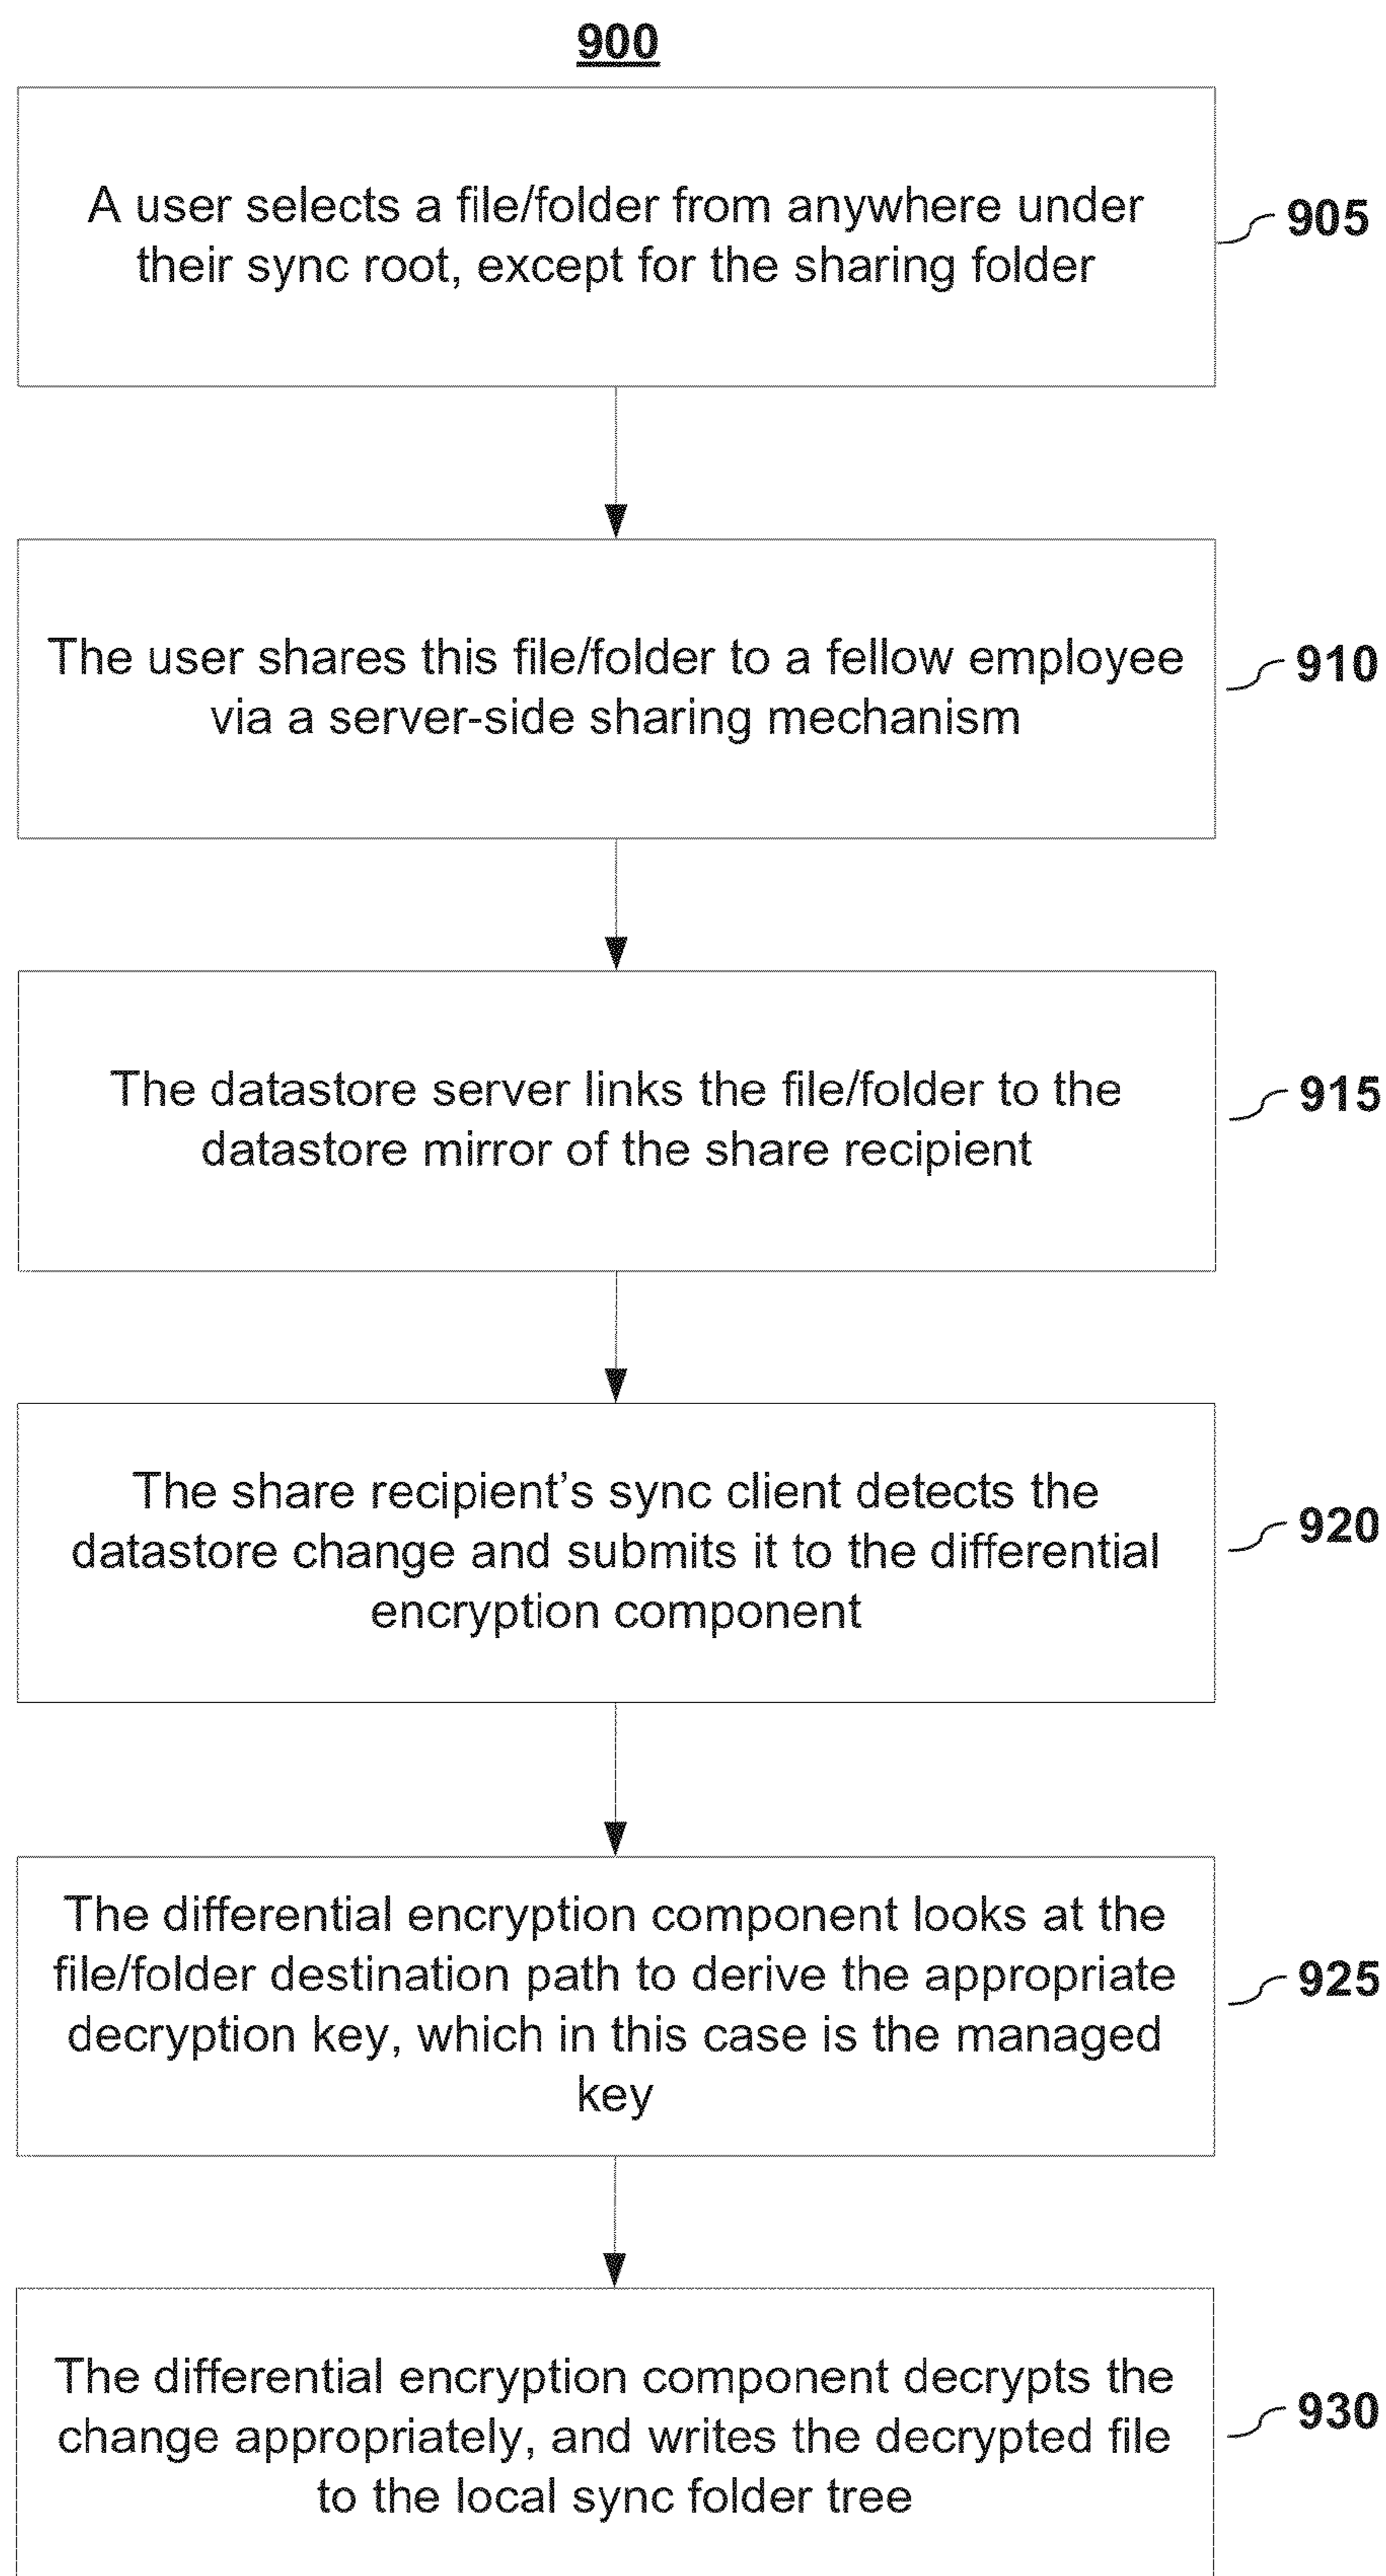 900
A user selects a file/folder from anywhere under
their sync root, except for the sharing folder
905
The user shares this file/folder to a fellow employee
via a server-side sharing mechanism
910
The datastore server links the file/folder to the
datastore mirror of the share recipient
915
The share recipient's sync client detects the
datastore change and submits it to the differential
encryption component
920
The differential encryption component looks at the
file/folder destination path to derive the appropriate
decryption key, which in this case is the managed
key
925
The differential encryption component decrypts the
change appropriately, and writes the decrypted file
to the local sync folder tree
930